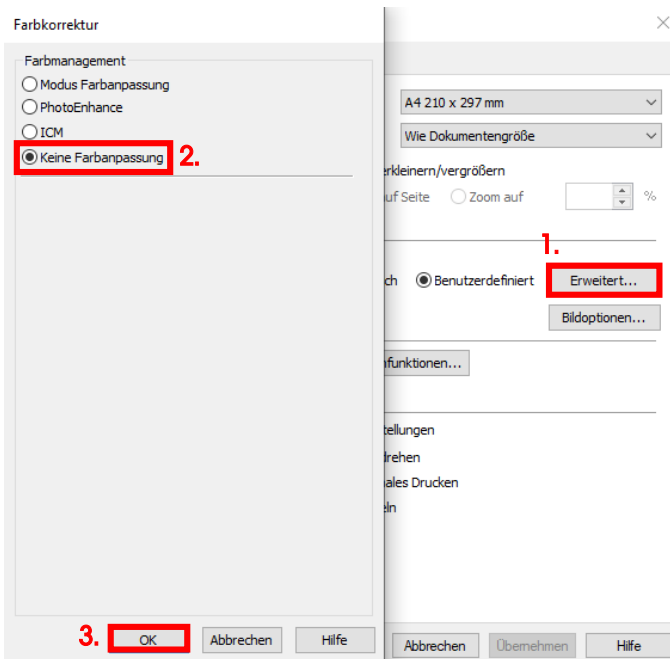 Farbkorrektur
Farbmanagement
Modus Farbanpassung
PhotoEnhance
ICM
Keine Farbanpassung
2.
3.
OK
Abbrechen
Hilfe
A4 210 x 297 mm
Wie Dokumentengröße
erkleinern/vergrößern
uf Seite
Zoom auf
%
1.
ch
Benutzerdefiniert
Erweitert...
Bildoptionen...
nfunktionen...
tellungen
drehen
ales Drucken
eln
Abbrechen
Übernehmen
Hilfe